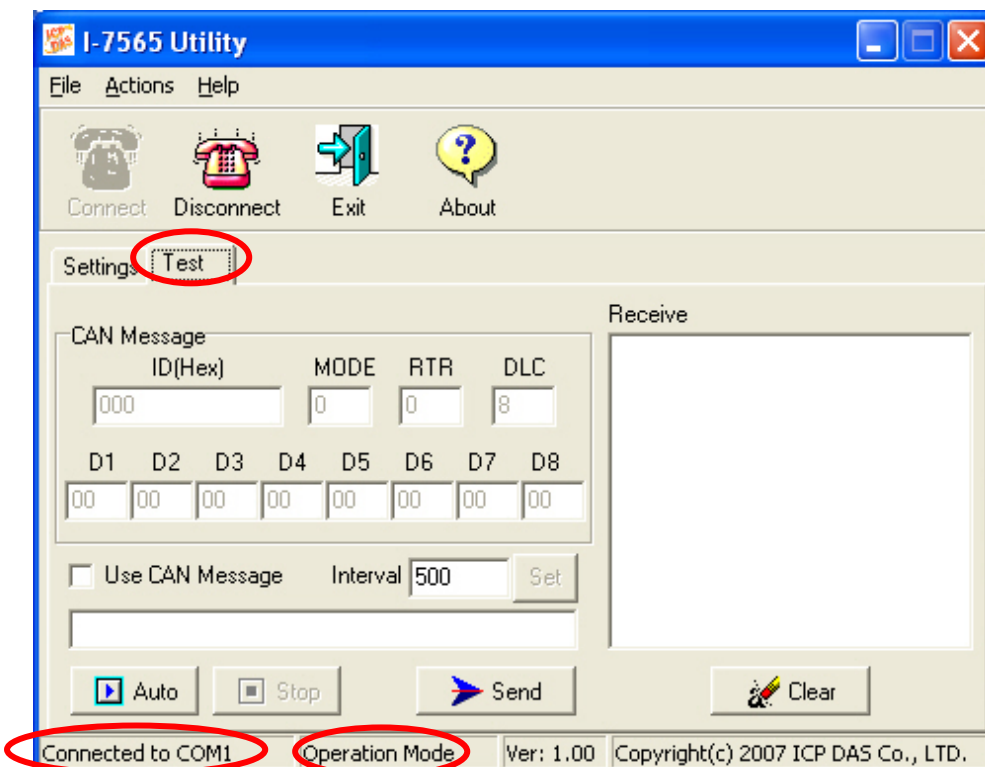 ICP DAS
I-7565 Utility
File Actions Help
Connect Disconnect Exit About
Settings Test
CAN Message
ID(Hex) MODE RTR DLC
000 0 0 8
D1 D2 D3 D4 D5 D6 D7 D8
00 00 00 00 00 00 00 00
Use CAN Message Interval 500 Set
Auto Stop Send
Receive
Clear
Connected to COM1 Operation Mode Ver: 1.00 Copyright(c) 2007 ICP DAS Co., LTD.